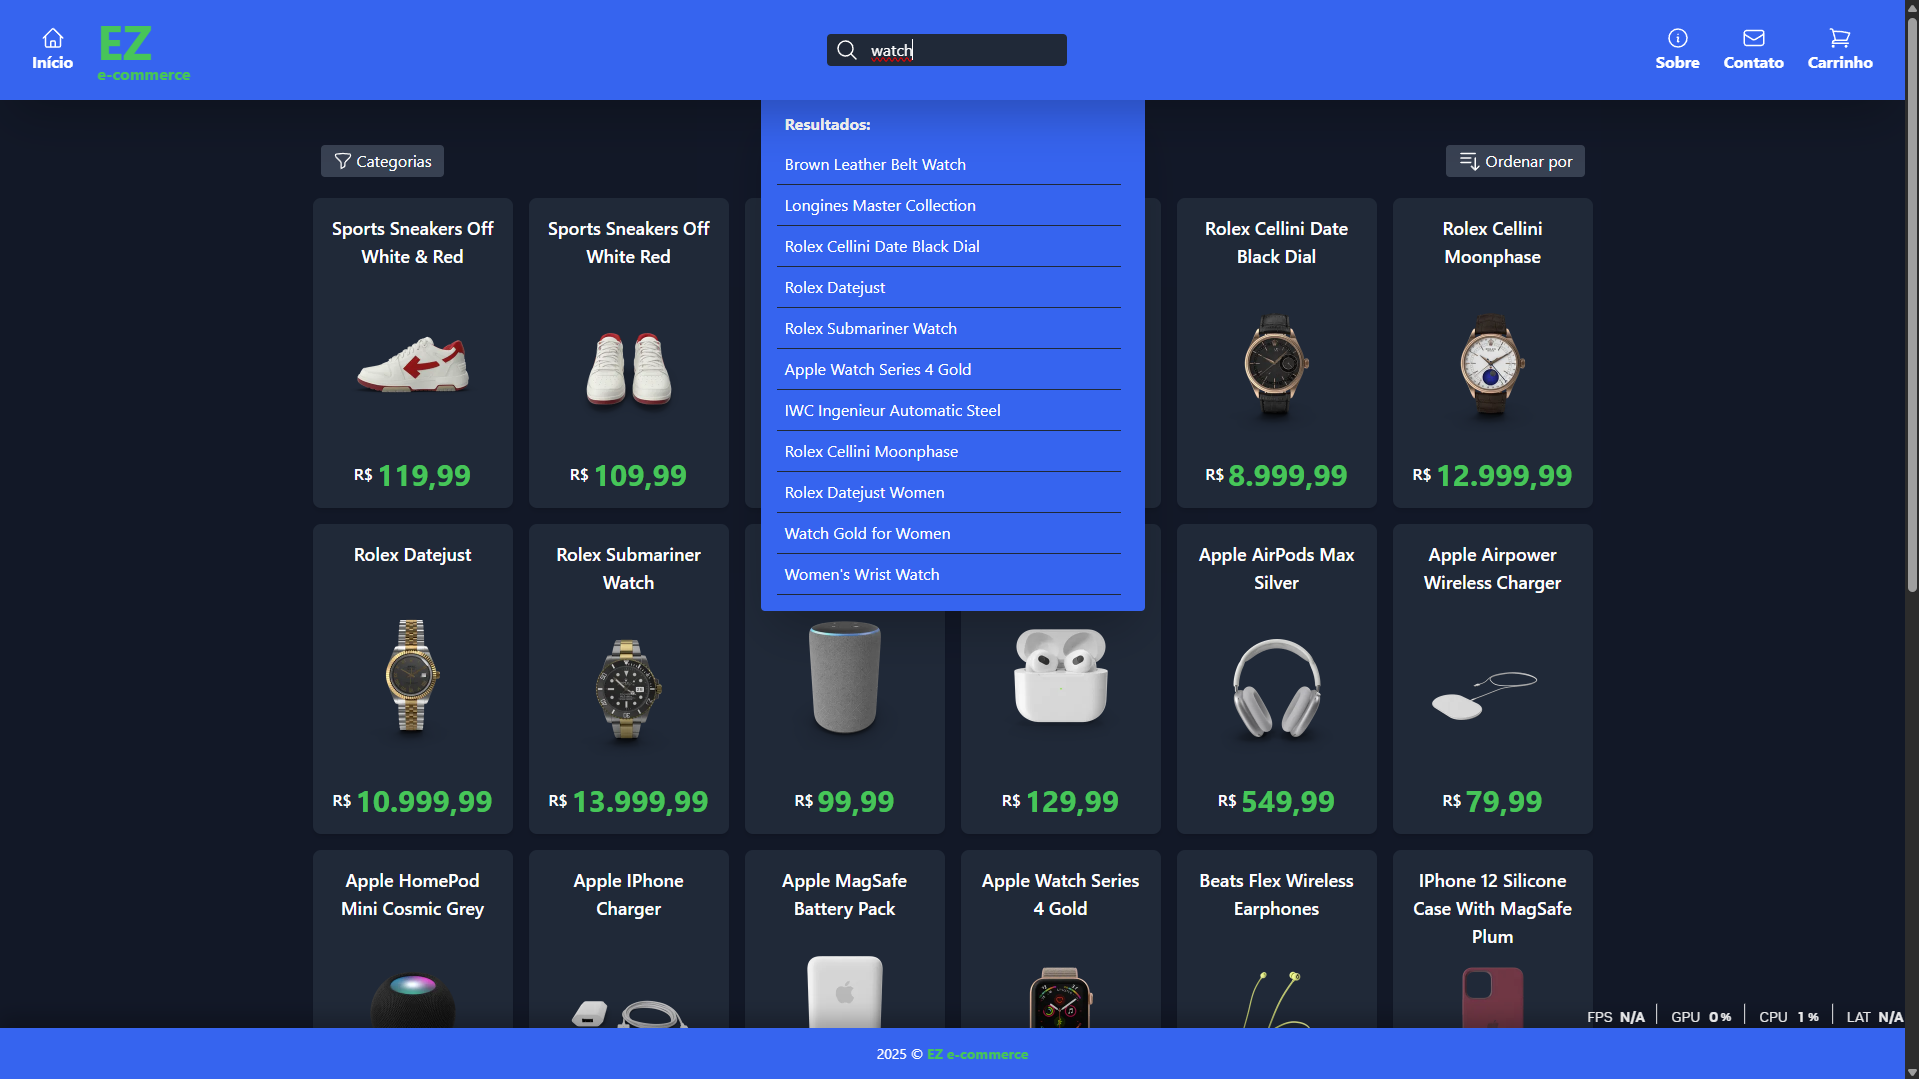 Início
EZ
e-commerce
watch
Sobre
Contato
Carrinho
Resultados:
Brown Leather Belt Watch
Longines Master Collection
Rolex Cellini Date Black Dial
Rolex Datejust
Rolex Submariner Watch
Apple Watch Series 4 Gold
IWC Ingenieur Automatic Steel
Rolex Cellini Moonphase
Rolex Datejust Women
Watch Gold for Women
Women's Wrist Watch
Categorias
Ordenar por
Sports Sneakers Off
White & Red
R$ 119,99
Sports Sneakers Off
White Red
R$ 109,99
Rolex Cellini Date
Black Dial
R$ 8.999,99
Rolex Cellini
Moonphase
R$ 12.999,99
Rolex Datejust
R$ 10.999,99
Rolex Submariner
Watch
R$ 13.999,99
R$ 99,99
R$ 129,99
Apple AirPods Max
Silver
R$ 549,99
Apple Airpower
Wireless Charger
R$ 79,99
Apple HomePod
Mini Cosmic Grey
Apple IPhone
Charger
Apple MagSafe
Battery Pack
Apple Watch Series
4 Gold
Beats Flex Wireless
Earphones
IPhone 12 Silicone
Case With MagSafe
Plum
FPS N/A GPU 0% CPU 1% LAT N/A
2025 © EZ e-commerce